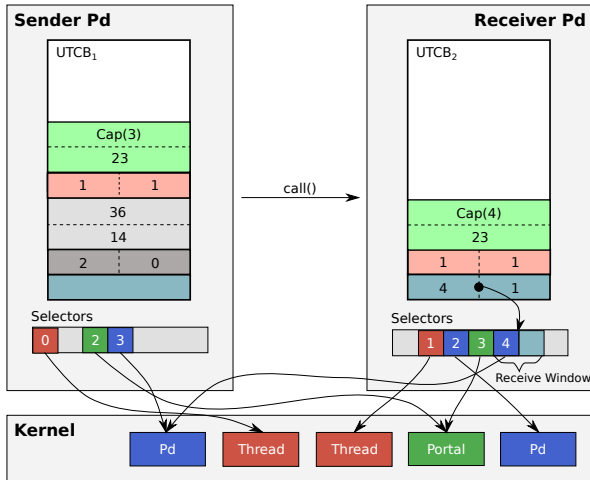 Sender Pd
UTCB1
Cap(3)
23
1 1
36
14
2 0
Selectors
0 2 3
call()
Receiver Pd
UTCB2
Cap(4)
23
1 1
4 1
Selectors
1 2 3 4
Receive Window
Kernel
Pd Thread Thread Portal Pd